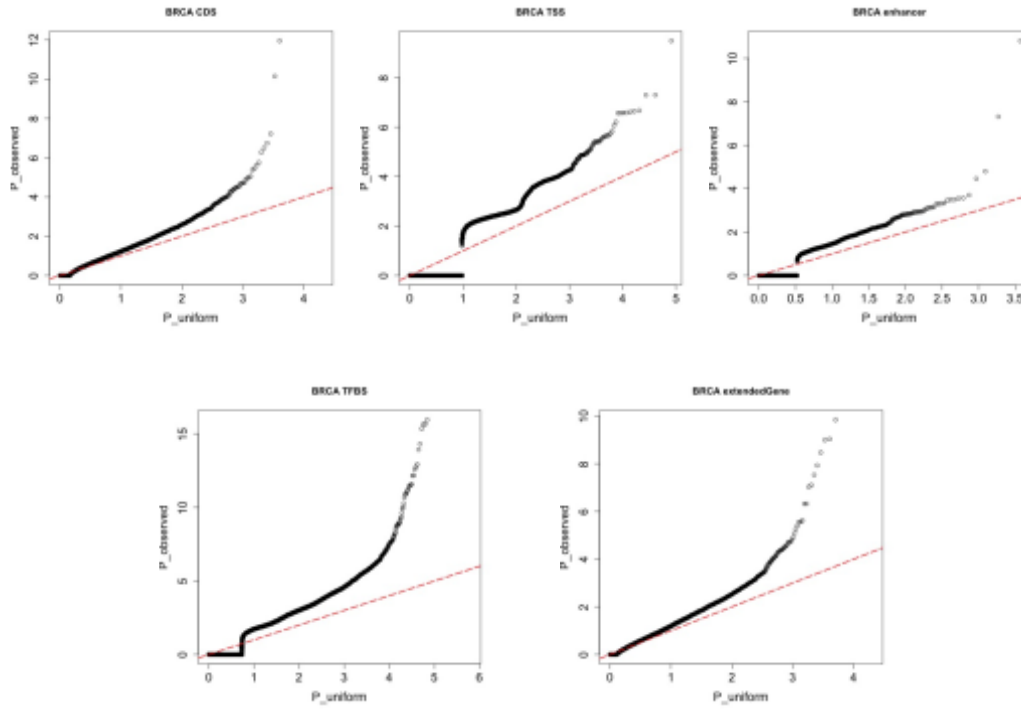 BRCA CDS
P_observed
12
10
8
6
4
2
0
0 1 2 3 4
P_uniform
BRCA TSS
P_observed
8
6
4
2
0
0 1 2 3 4 5
P_uniform
BRCA enhancer
P_observed
10
8
6
4
2
0
0.0 0.5 1.0 1.5 2.0 2.5 3.0 3.5
P_uniform
BRCA TFBS
P_observed
15
10
5
0
0 1 2 3 4 5 6
P_uniform
BRCA extendedGene
P_observed
10
8
6
4
2
0
0 1 2 3 4
P_uniform